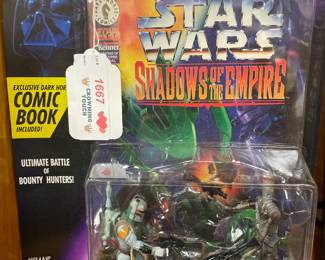 STAR
WARS
SHADOWS OF THE EMPIRE
EXCLUSIVE DARK HORSE
COMIC
BOOK
INCLUDED!
1667
CROWNING
TOUCH
ULTIMATE BATTLE
OF
BOUNTY HUNTERS!